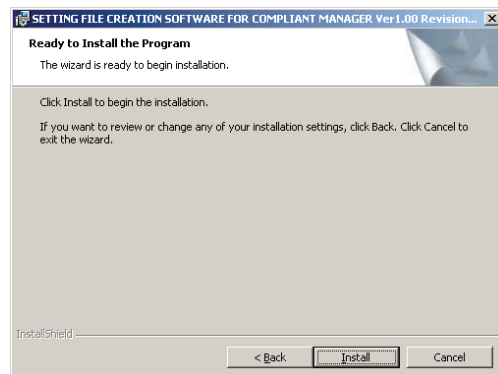 SETTING FILE CREATION SOFTWARE FOR COMPLIANT MANAGER Ver1.00 Revision...
Ready to Install the Program
The wizard is ready to begin installation.
Click Install to begin the installation.
If you want to review or change any of your installation settings, click Back. Click Cancel to
exit the wizard.
InstallShield
< Back
Install
Cancel